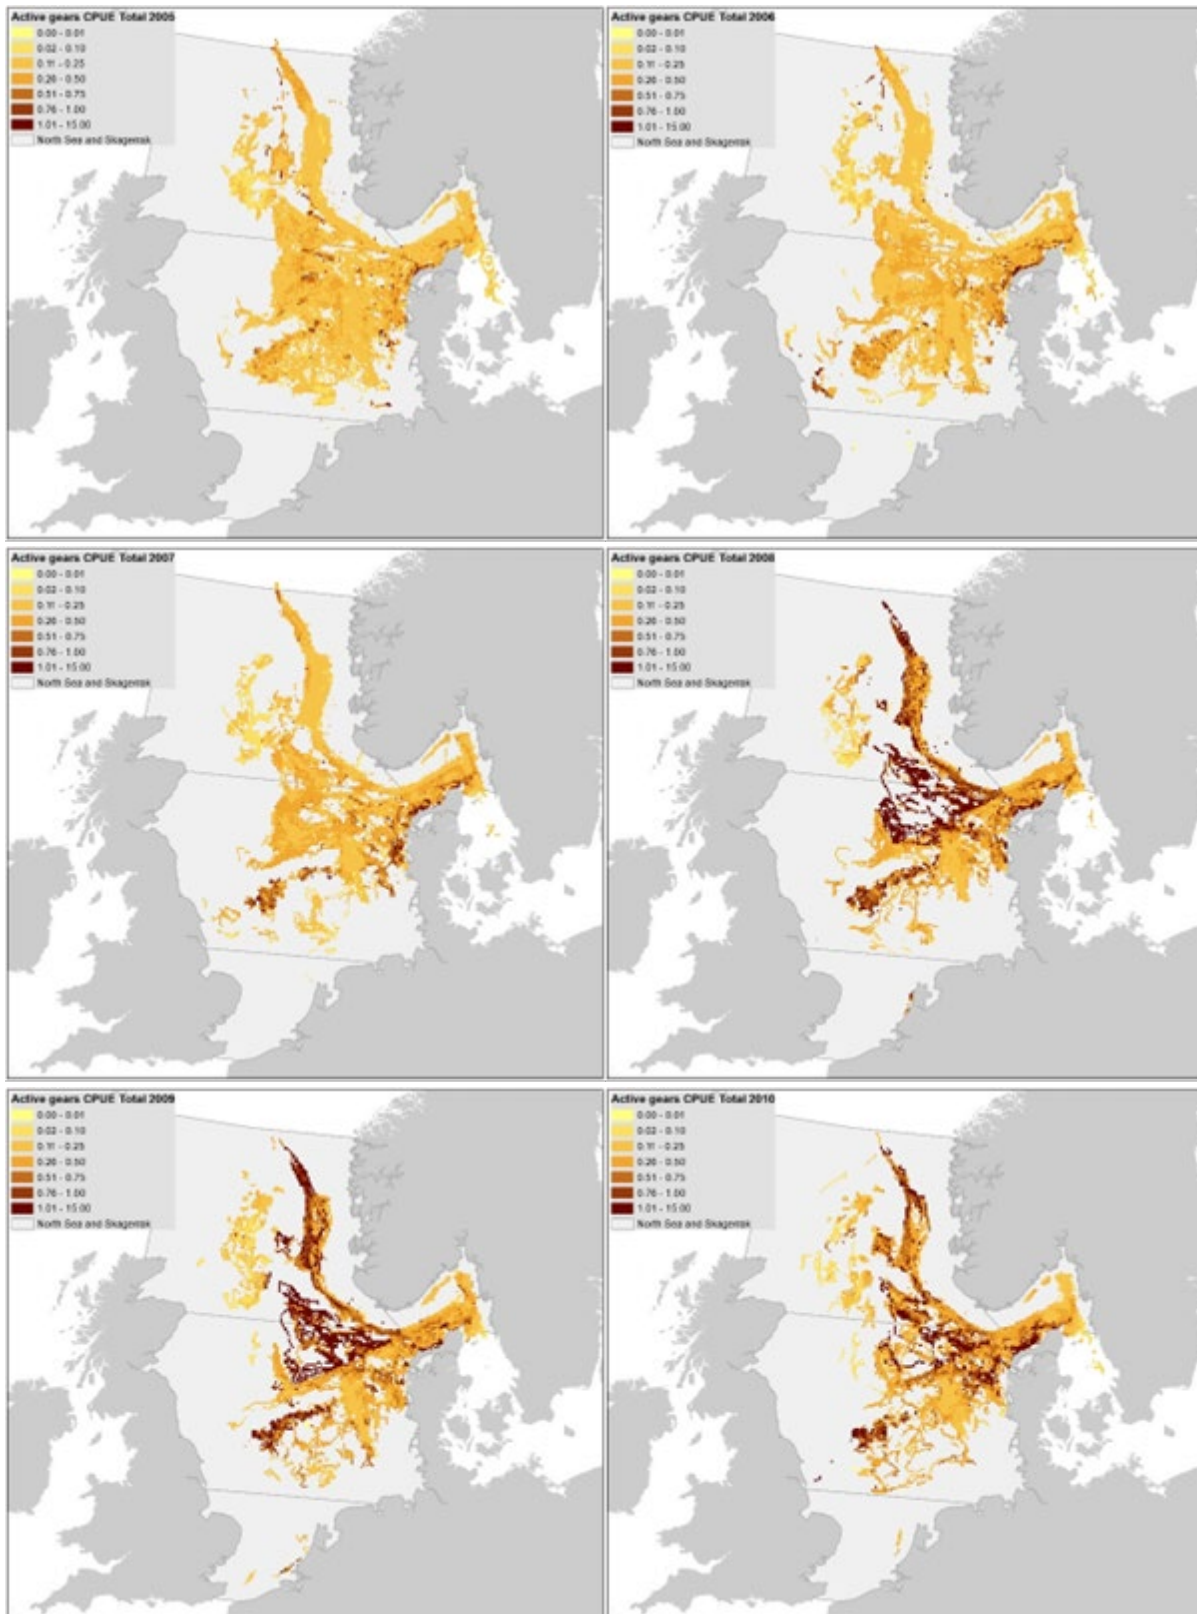 Active gears CPUE Total 2005
0.00 - 0.01
0.02 - 0.10
0.11 - 0.25
0.26 - 0.50
0.51 - 0.75
0.76 - 1.00
1.01 - 15.00
North Sea and Skagerrak
Active gears CPUE Total 2006
0.00 - 0.01
0.02 - 0.10
0.11 - 0.25
0.26 - 0.50
0.51 - 0.75
0.76 - 1.00
1.01 - 15.00
North Sea and Skagerrak
Active gears CPUE Total 2007
0.00 - 0.01
0.02 - 0.10
0.11 - 0.25
0.26 - 0.50
0.51 - 0.75
0.76 - 1.00
1.01 - 15.00
North Sea and Skagerrak
Active gears CPUE Total 2008
0.00 - 0.01
0.02 - 0.10
0.11 - 0.25
0.26 - 0.50
0.51 - 0.75
0.76 - 1.00
1.01 - 15.00
North Sea and Skagerrak
Active gears CPUE Total 2009
0.00 - 0.01
0.02 - 0.10
0.11 - 0.25
0.26 - 0.50
0.51 - 0.75
0.76 - 1.00
1.01 - 15.00
North Sea and Skagerrak
Active gears CPUE Total 2010
0.00 - 0.01
0.02 - 0.10
0.11 - 0.25
0.26 - 0.50
0.51 - 0.75
0.76 - 1.00
1.01 - 15.00
North Sea and Skagerrak